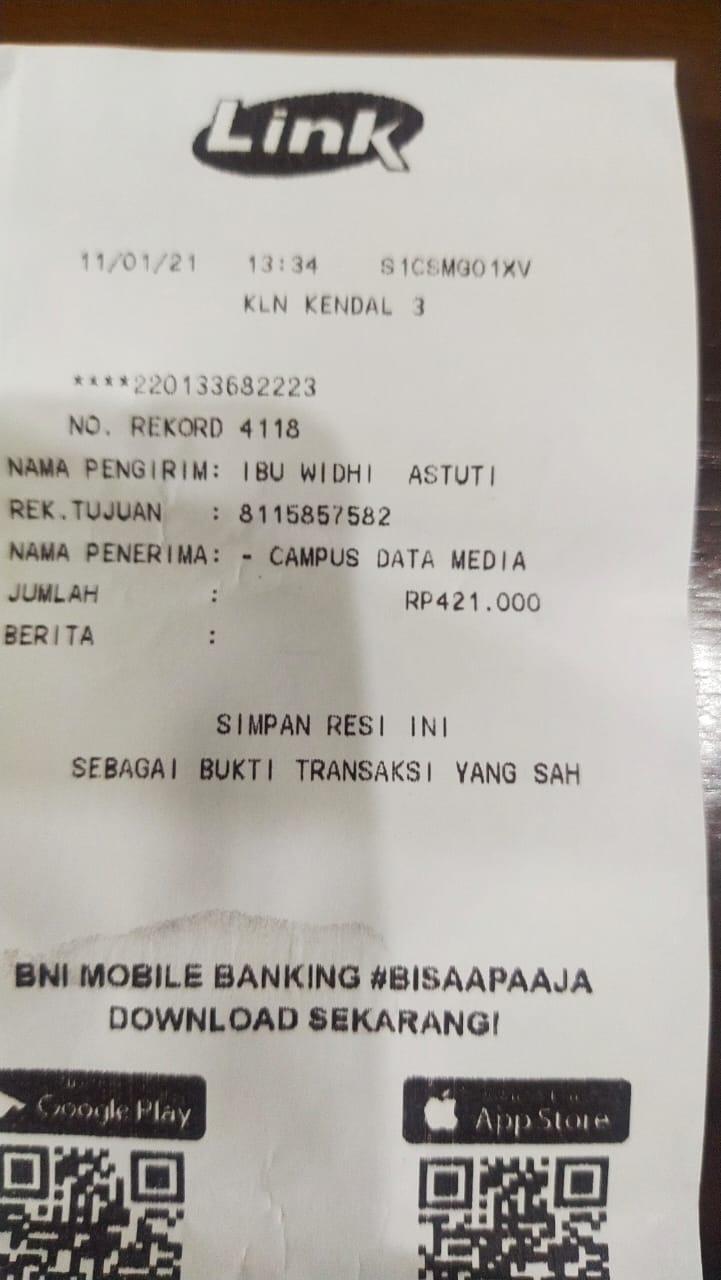 Link
11/01/21 13:34 S1CSMG01XV
KLN KENDAL 3
****220133682223
NO. REKORD 4118
NAMA PENGIRIM: IBU WIDHI ASTUTI
REK.TUJUAN : 8115857582
NAMA PENERIMA: - CAMPUS DATA MEDIA
JUMLAH : RP421.000
BERITA :
SIMPAN RESI INI
SEBAGAI BUKTI TRANSAKSI YANG SAH
BNI MOBILE BANKING #BISAAPAAJA
DOWNLOAD SEKARANG!
Google Play
App Store